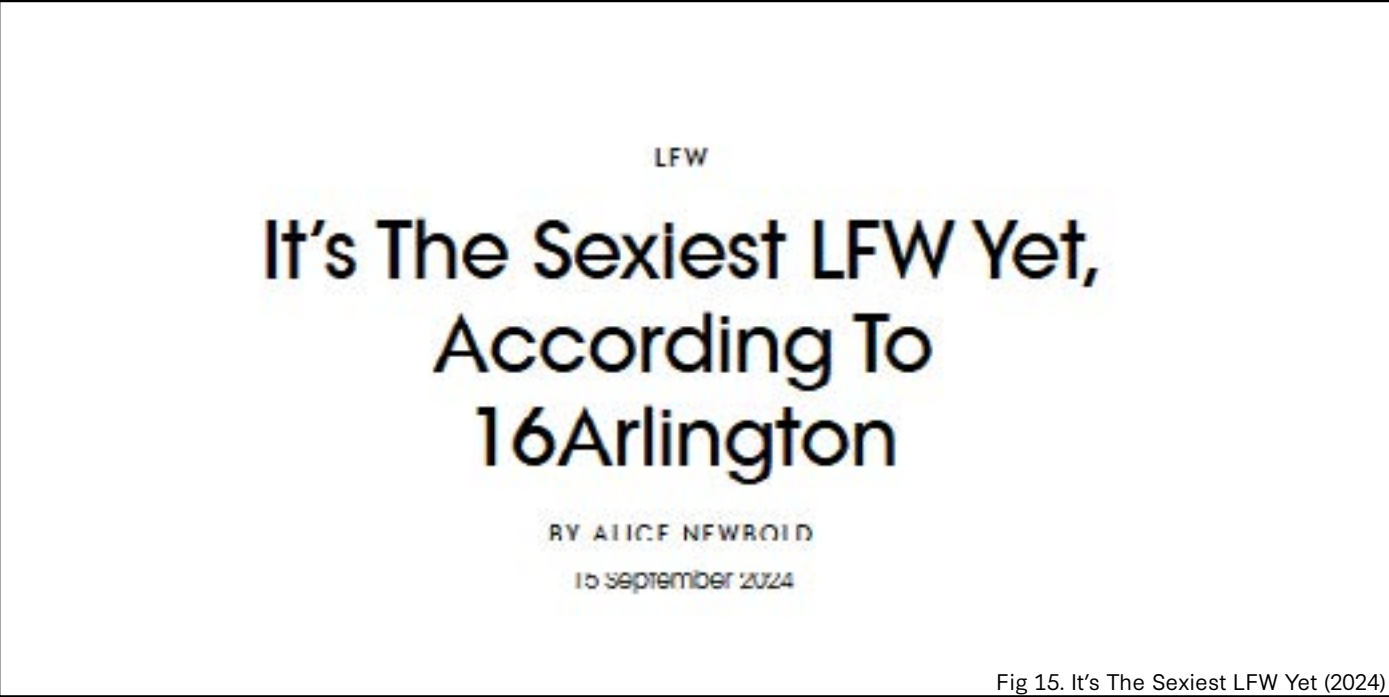 LFW
It's The Sexiest LFW Yet,
According To
16Arlington
BY ALICE NEWBOLD
15 September 2024
Fig 15. It's The Sexiest LFW Yet (2024)